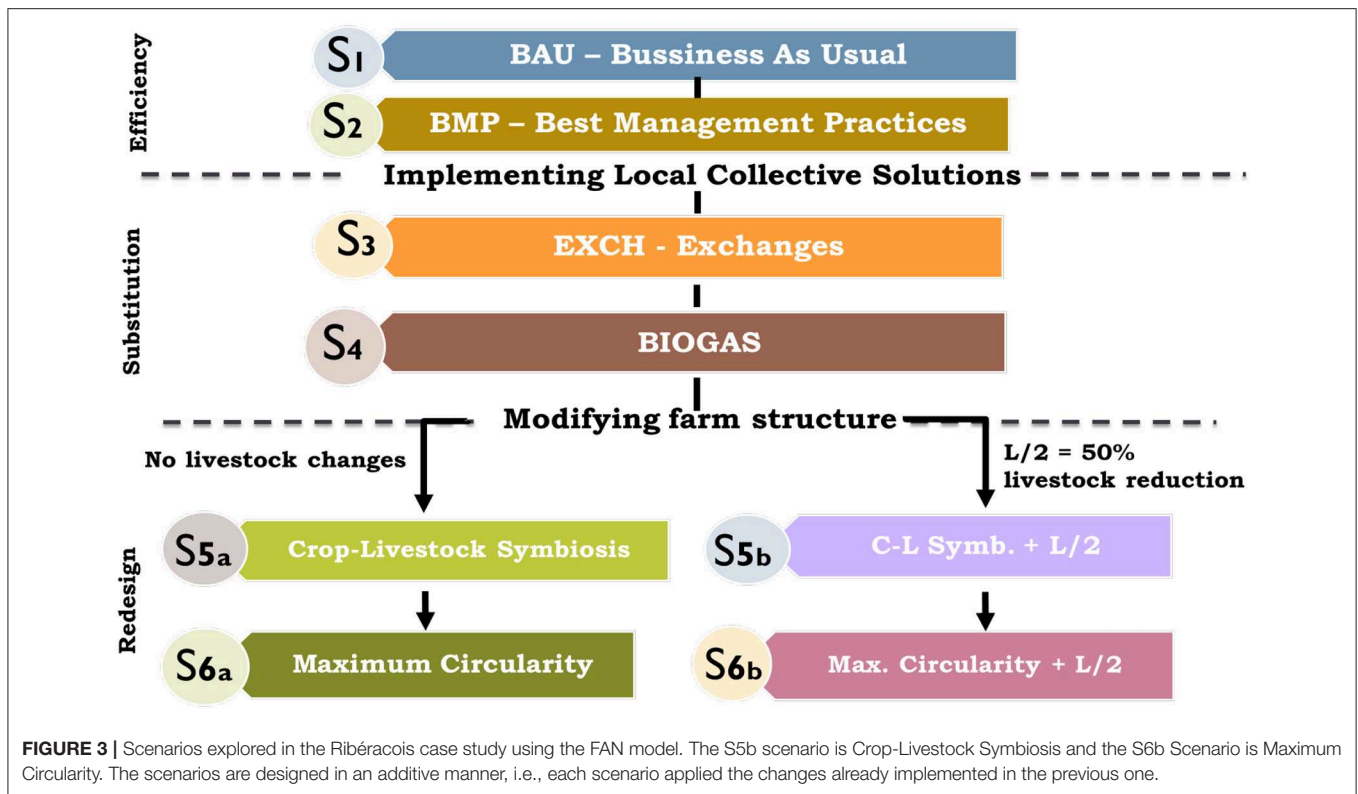 Efficiency
S1
BAU – Bussiness As Usual
S2
BMP – Best Management Practices
Implementing Local Collective Solutions
Substitution
S3
EXCH - Exchanges
S4
BIOGAS
Modifying farm structure
No livestock changes
L/2 = 50%
livestock reduction
Redesign
S5a
Crop-Livestock Symbiosis
S5b
C-L Symb. + L/2
S6a
Maximum Circularity
S6b
Max. Circularity + L/2
FIGURE 3 | Scenarios explored in the Ribéracois case study using the FAN model. The S5b scenario is Crop-Livestock Symbiosis and the S6b Scenario is Maximum
Circularity. The scenarios are designed in an additive manner, i.e., each scenario applied the changes already implemented in the previous one.